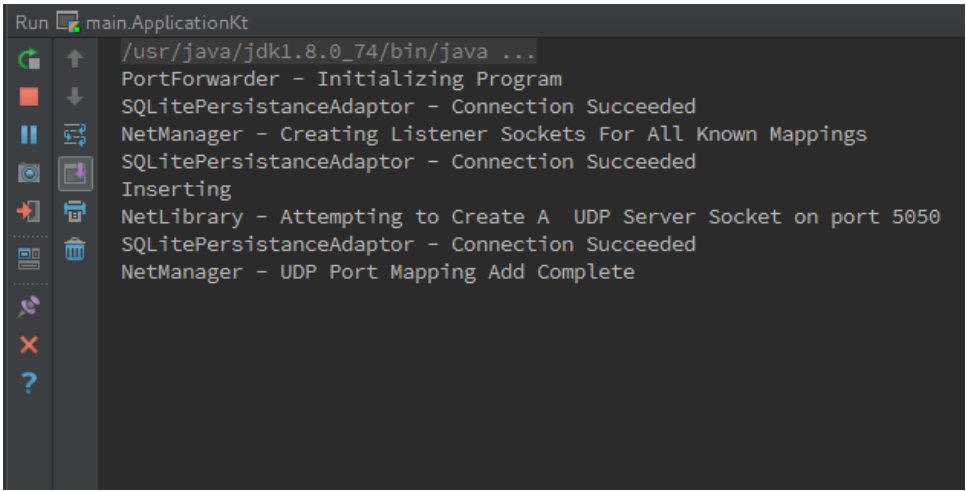 Run main.ApplicationKt
/usr/java/jdk1.8.0_74/bin/java ...
PortForwarder - Initializing Program
SQLitePersistanceAdaptor - Connection Succeeded
NetManager - Creating Listener Sockets For All Known Mappings
SQLitePersistanceAdaptor - Connection Succeeded
Inserting
NetLibrary - Attempting to Create A  UDP Server Socket on port 5050
SQLitePersistanceAdaptor - Connection Succeeded
NetManager - UDP Port Mapping Add Complete